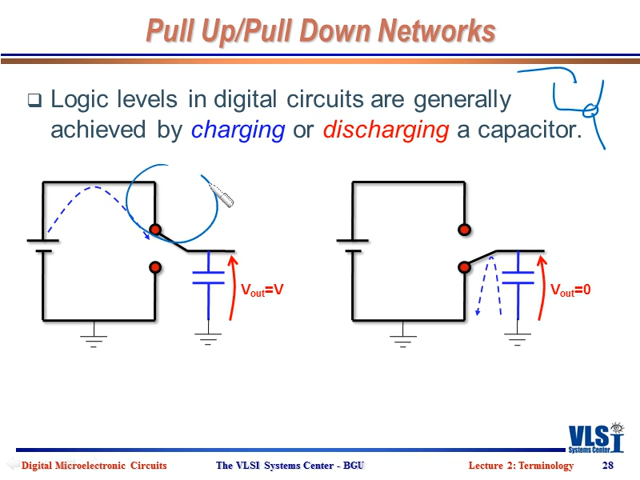 Pull Up/Pull Down Networks
Logic levels in digital circuits are generally
achieved by charging or discharging a capacitor.
Vout=V
Vout=0
VLSI
Systems Center
Digital Microelectronic Circuits
The VLSI Systems Center - BGU
Lecture 2: Terminology
28